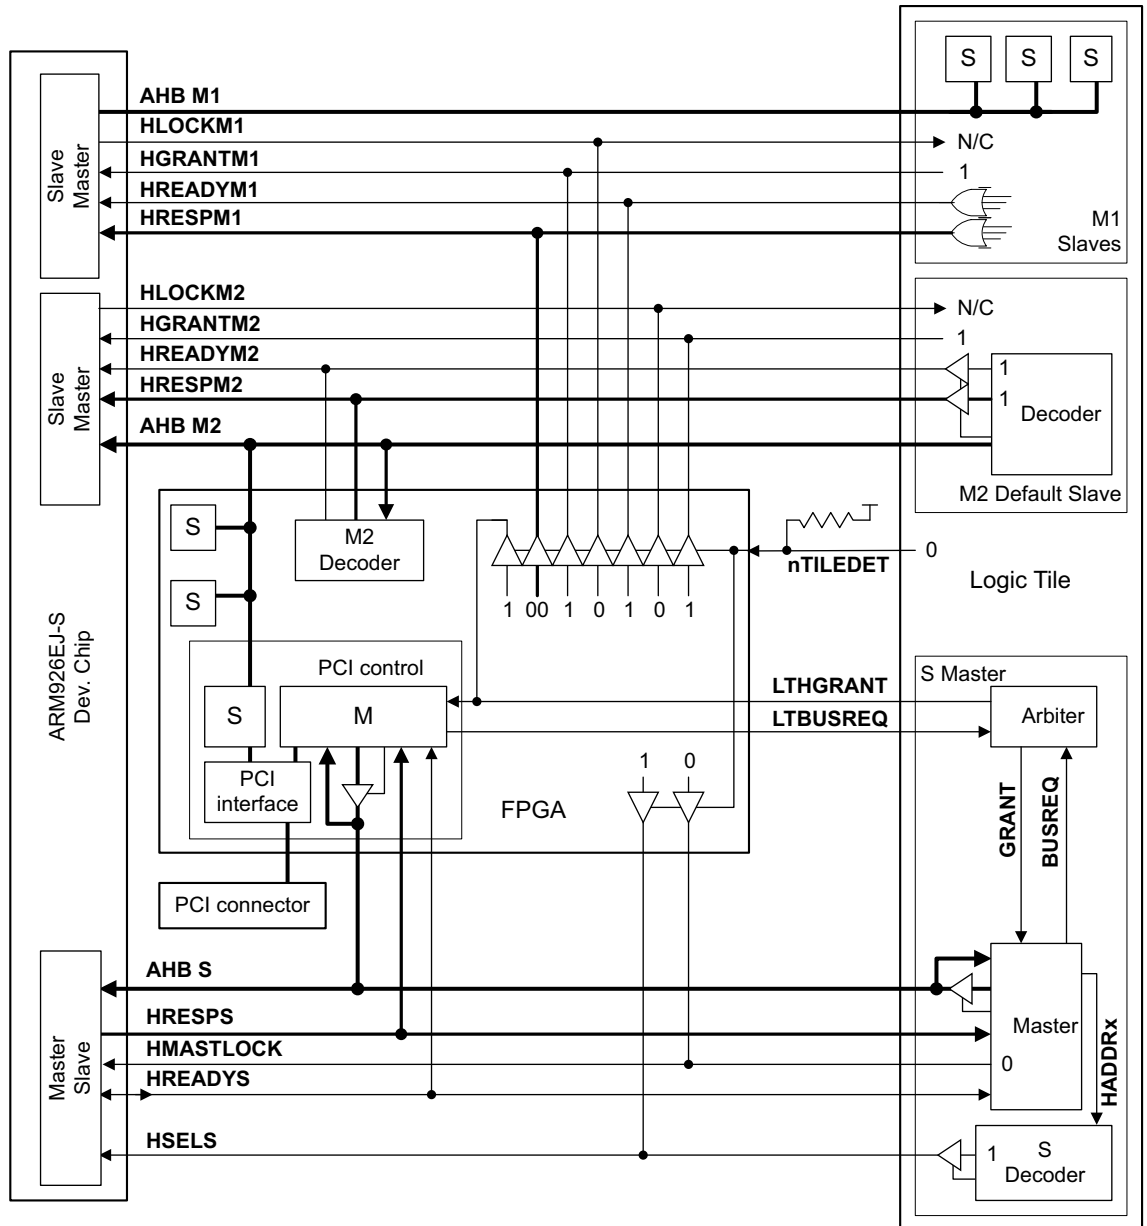 S S S
AHB M1
HLOCKM1
N/C
HGRANTM1
1
HREADYM1
HRESPM1
M1
Slaves
Slave
Master
HLOCKM2
N/C
HGRANTM2
1
HREADYM2
1
HRESPM2
1
Decoder
AHB M2
M2 Default Slave
Slave
Master
S
M2
Decoder
nTILEDET
0
Logic Tile
S
1 00 1 0 1 0 1
ARM926EJ-S
Dev. Chip
PCI control
S
M
LTHGRANT
LTBUSREQ
S Master
Arbiter
PCI
interface
1 0
FPGA
GRANT
BUSREQ
PCI connector
AHB S
HRESPS
Master
HMASTLOCK
0
HREADYS
HADDRx
Master
Slave
HSELS
1
S
Decoder